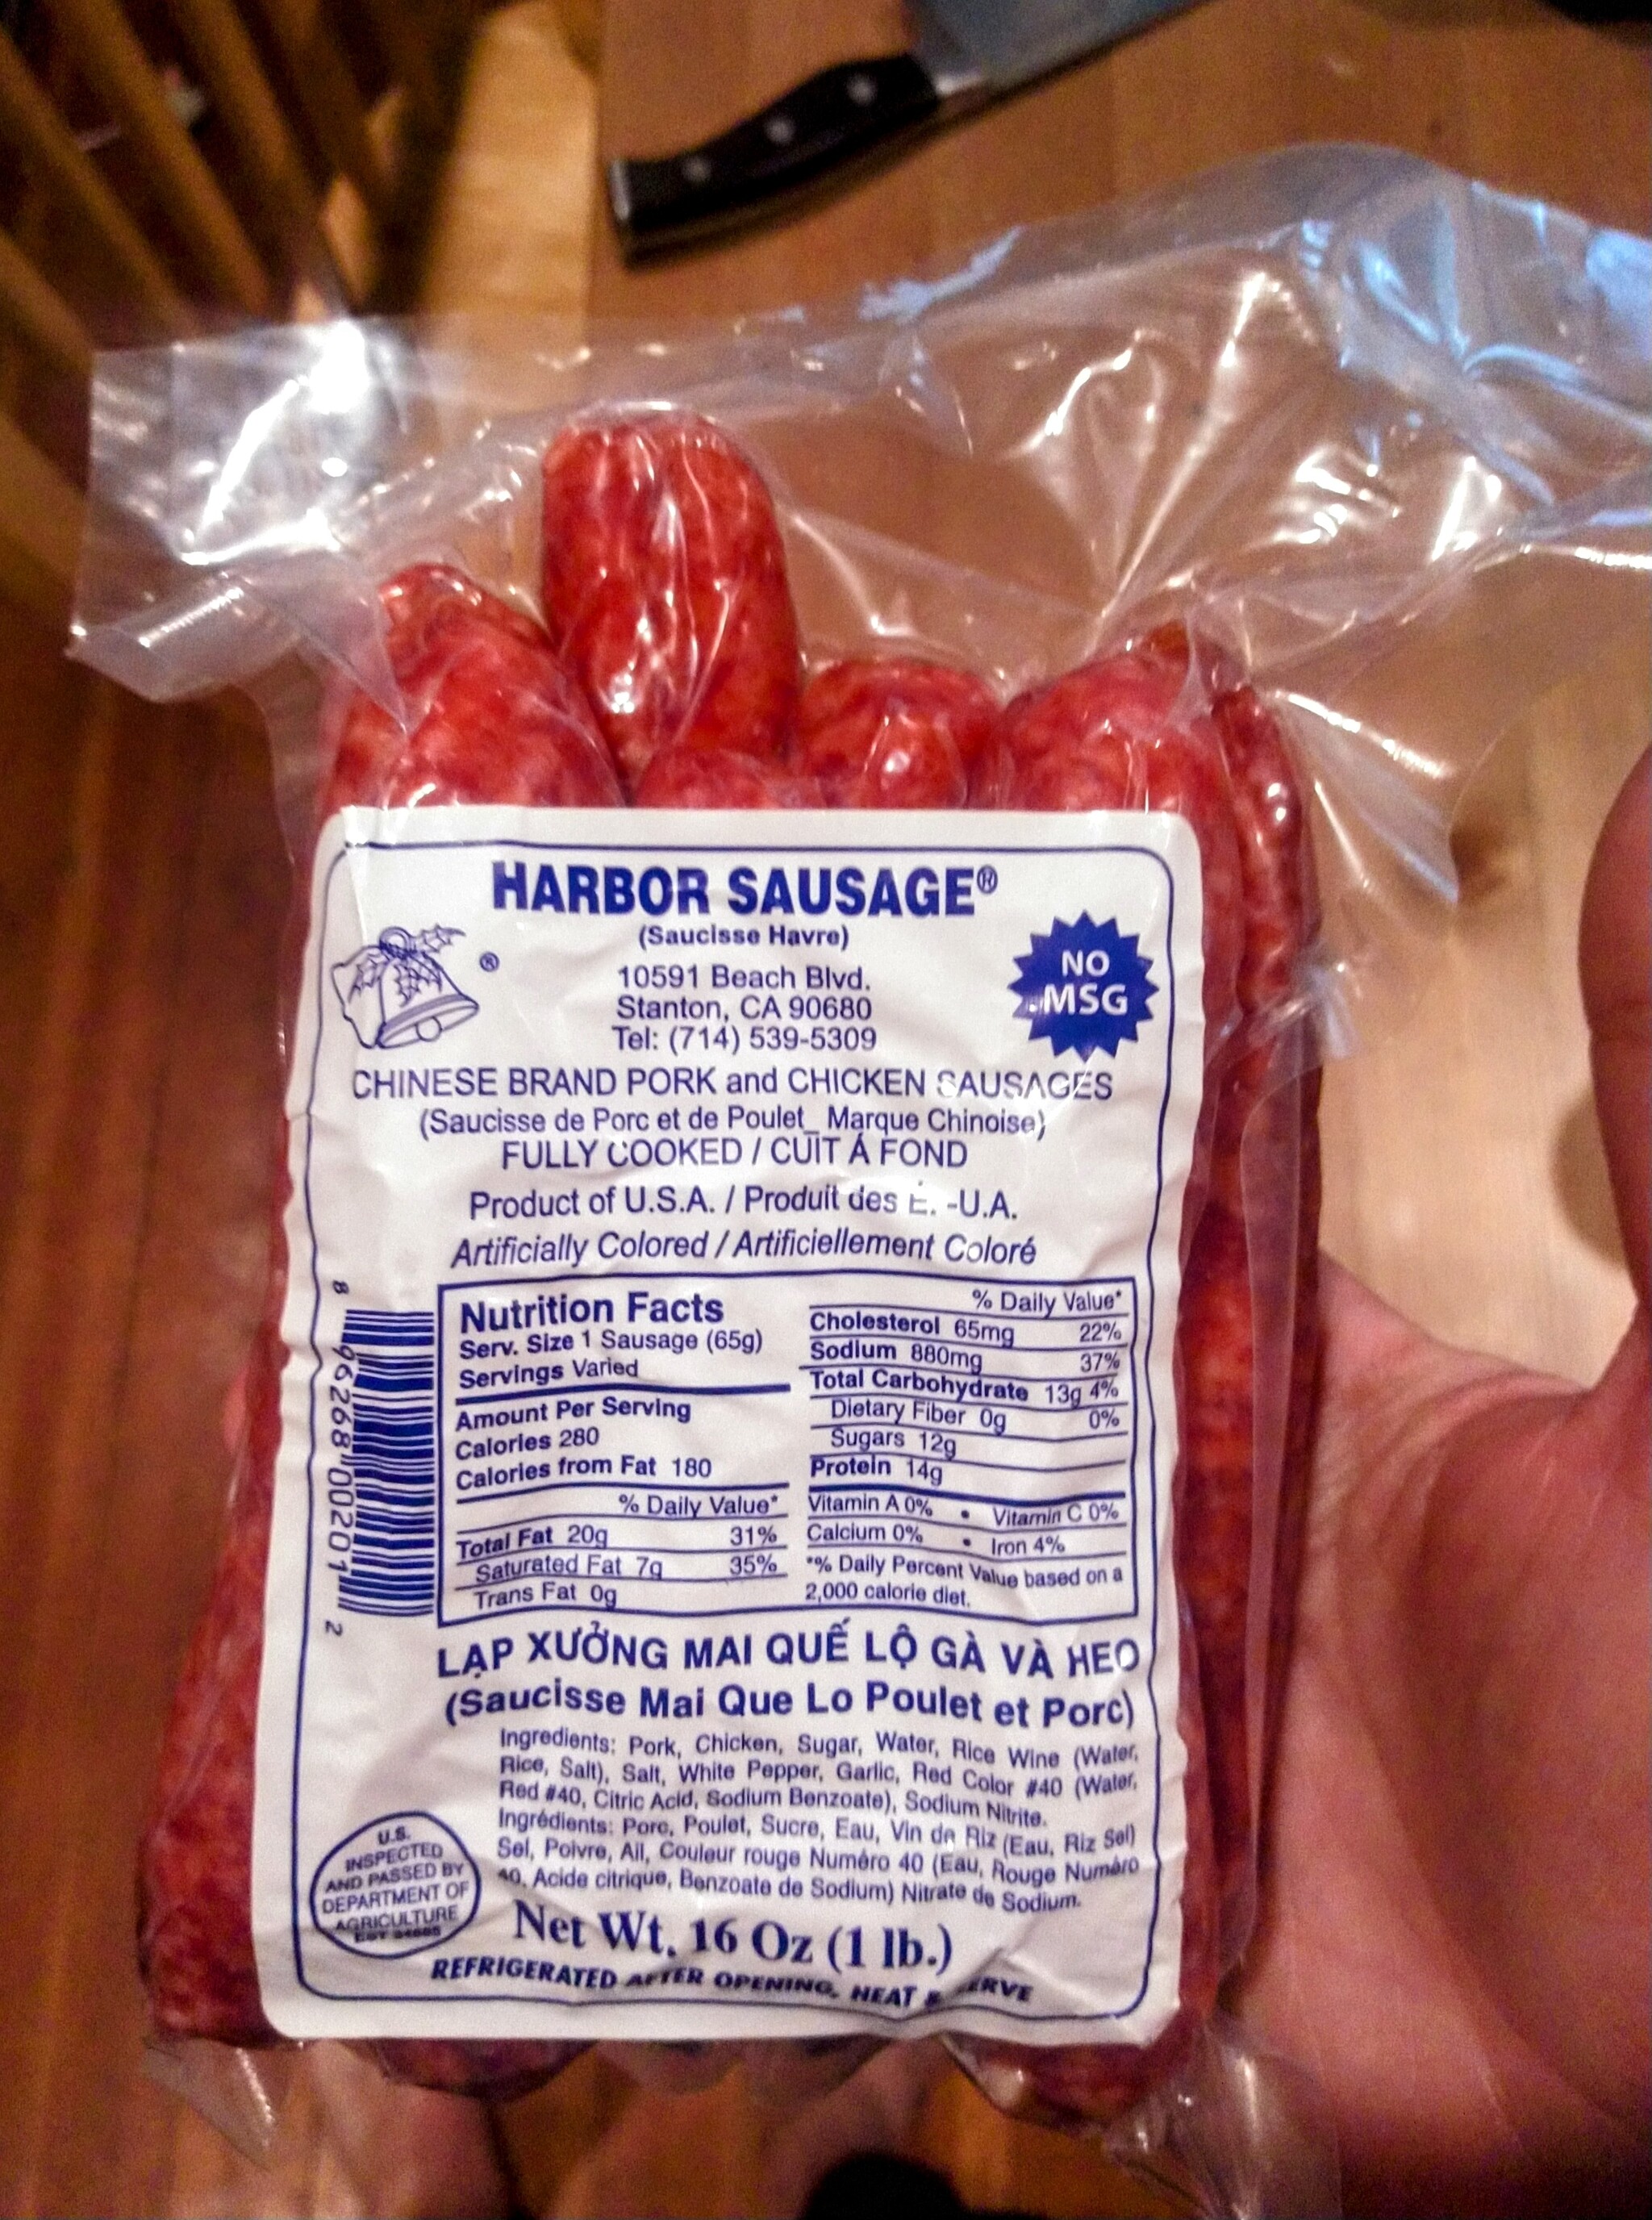 HARBOR SAUSAGE®
(Saucisse Havre)
®
10591 Beach Blvd.
Stanton, CA 90680
Tel: (714) 539-5309
NO
MSG
CHINESE BRAND PORK and CHICKEN SAUSAGES
(Saucisse de Porc et de Poulet_ Marque Chinoise)
FULLY COOKED / CUIT Á FOND
Product of U.S.A. / Produit des É. -U.A.
Artificially Colored / Artificiellement Coloré
8 96268 00201 2
Nutrition Facts
Serv. Size 1 Sausage (65g)
Servings Varied
Amount Per Serving
Calories 280
Calories from Fat 180
% Daily Value*
Total Fat 20g 31%
Saturated Fat 7g 35%
Trans Fat 0g
% Daily Value*
Cholesterol 65mg 22%
Sodium 880mg 37%
Total Carbohydrate 13g 4%
Dietary Fiber 0g 0%
Sugars 12g
Protein 14g
Vitamin A 0% • Vitamin C 0%
Calcium 0% • Iron 4%
*% Daily Percent Value based on a
2,000 calorie diet.
LẠP XƯỞNG MAI QUẾ LỘ GÀ VÀ HEO
(Saucisse Mai Que Lo Poulet et Porc)
Ingredients: Pork, Chicken, Sugar, Water, Rice Wine (Water,
Rice, Salt), Salt, White Pepper, Garlic, Red Color #40 (Water,
Red #40, Citric Acid, Sodium Benzoate), Sodium Nitrite.
Ingrédients: Porc, Poulet, Sucre, Eau, Vin de Riz (Eau, Riz Sel)
Sel, Poivre, Ail, Couleur rouge Numéro 40 (Eau, Rouge Numéro
40, Acide citrique, Benzoate de Sodium) Nitrate de Sodium.
U.S.
INSPECTED
AND PASSED BY
DEPARTMENT OF
AGRICULTURE
EST
Net Wt. 16 Oz (1 lb.)
REFRIGERATED AFTER OPENING, HEAT & SERVE